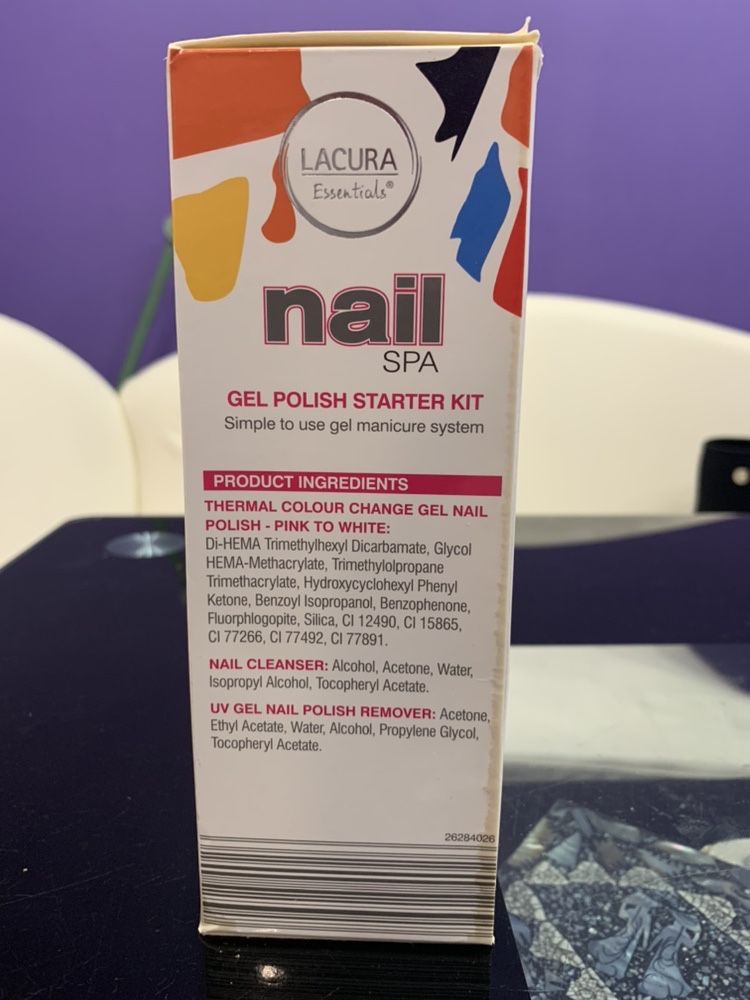 LACURA
Essentials®
nail
SPA
GEL POLISH STARTER KIT
Simple to use gel manicure system
PRODUCT INGREDIENTS
THERMAL COLOUR CHANGE GEL NAIL
POLISH - PINK TO WHITE:
Di-HEMA Trimethylhexyl Dicarbamate, Glycol
HEMA-Methacrylate, Trimethylolpropane
Trimethacrylate, Hydroxycyclohexyl Phenyl
Ketone, Benzoyl Isopropanol, Benzophenone,
Fluorphlogopite, Silica, CI 12490, CI 15865,
CI 77266, CI 77492, CI 77891.
NAIL CLEANSER: Alcohol, Acetone, Water,
Isopropyl Alcohol, Tocopheryl Acetate.
UV GEL NAIL POLISH REMOVER: Acetone,
Ethyl Acetate, Water, Alcohol, Propylene Glycol,
Tocopheryl Acetate.
26284026